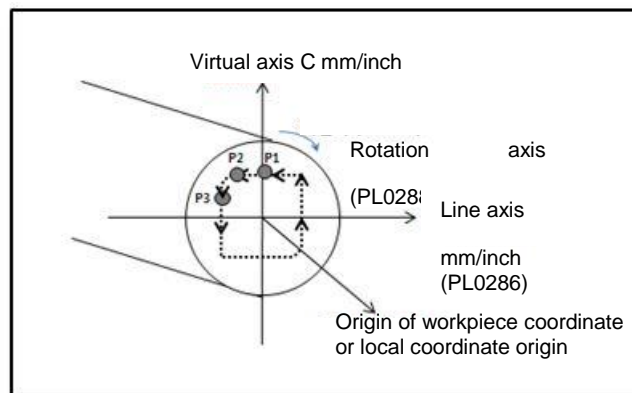 Virtual axis C mm/inch
Rotation axis
(PL0288
P2 P1
P3
Line axis
mm/inch
(PL0286)
Origin of workpiece coordinate
or local coordinate origin